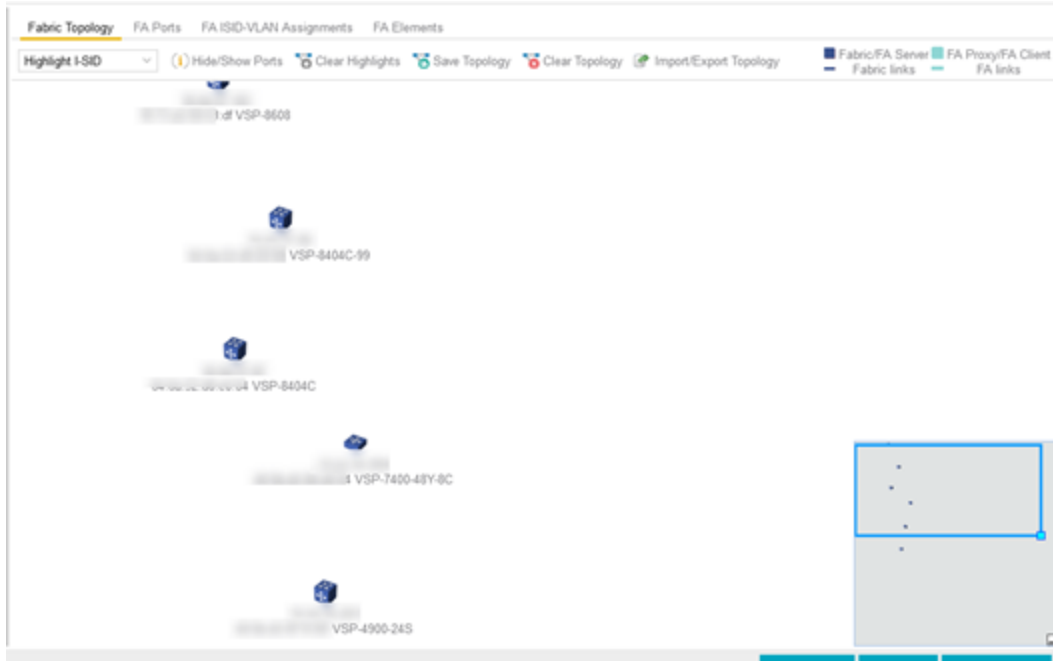 Fabric Topology FA Ports FA ISID-VLAN Assignments FA Elements
Highlight I-SID Hide/Show Ports Clear Highlights Save Topology Clear Topology Import/Export Topology Fabric/FA Server FA Proxy/FA Client
Fabric links FA links
:df VSP-8608
VSP-8404C-99
VSP-8404C
4 VSP-7400-48Y-8C
VSP-4900-24S